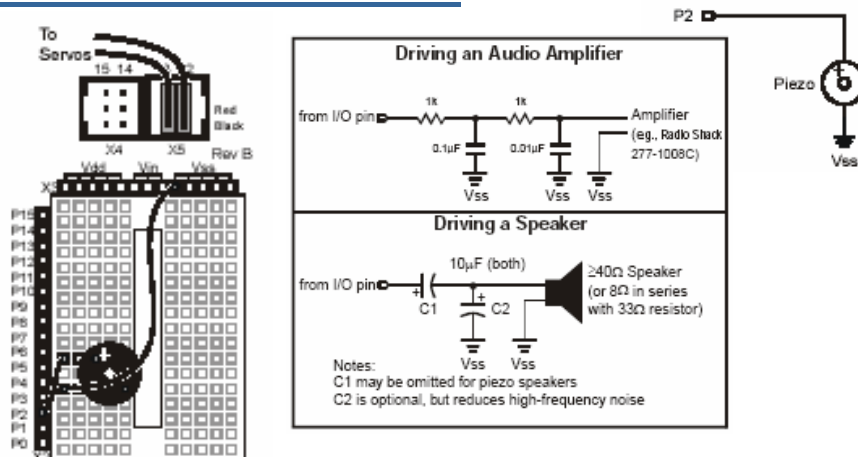 To
Servos
15 14
Red
Black
X4
X5
Rev B
Vdd
Vin
Vss
X3
P15
P14
P13
P12
P11
P10
P9
P8
P7
P6
P5
P4
P3
P2
P1
P0
Driving an Audio Amplifier
from I/O pin
1k
1k
Amplifier
(eg., Radio Shack
277-1008C)
0.1µF
0.01µF
Vss
Vss
Vss
Driving a Speaker
from I/O pin
10µF (both)
≥40Ω Speaker
(or 8Ω in series
with 33Ω resistor)
+
C1
+
C2
Vss
Vss
Notes:
C1 may be omitted for piezo speakers
C2 is optional, but reduces high-frequency noise
P2
Piezo
+
Vss